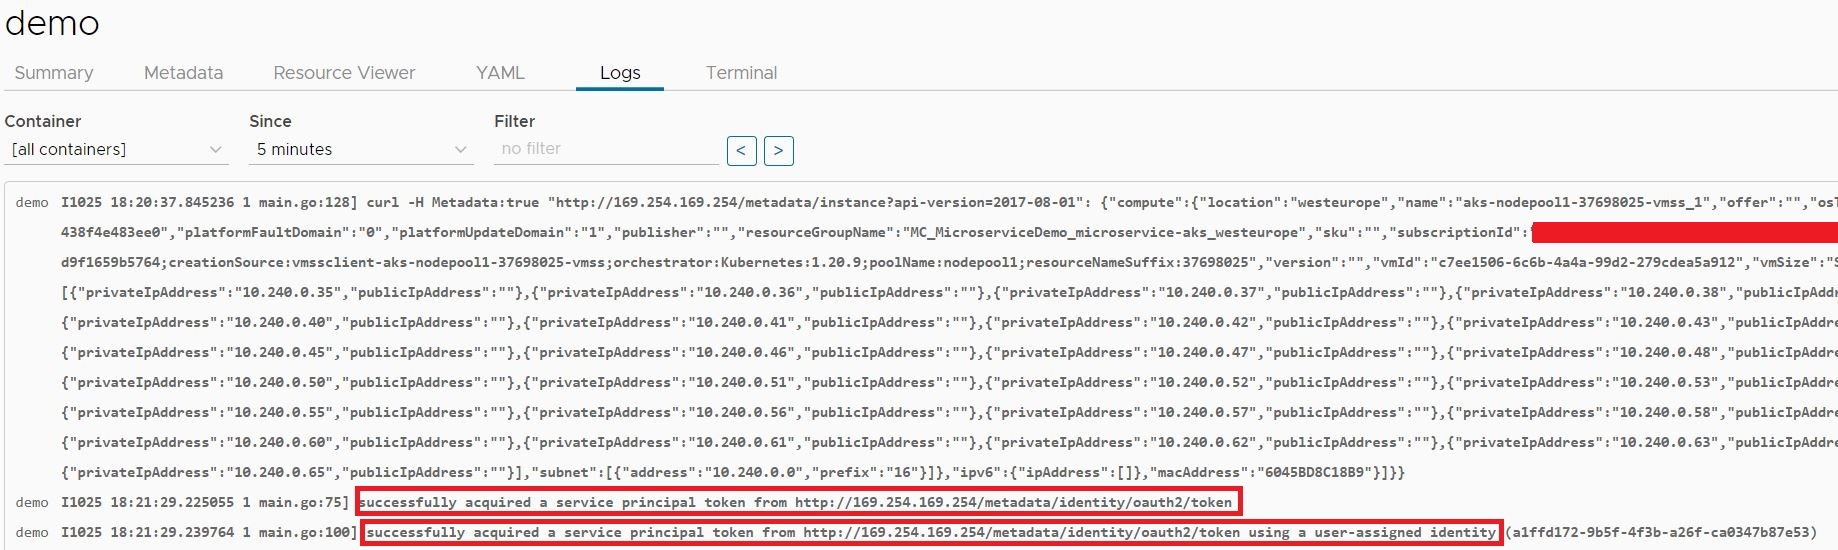 demo
Summary Metadata Resource Viewer YAML Logs Terminal
Container Since Filter
[all containers] 5 minutes no filter < >
demo I1025 18:20:37.845236 1 main.go:128] curl -H Metadata:true "http://169.254.169.254/metadata/instance?api-version=2017-08-01": {"compute":{"location":"westeurope","name":"aks-nodepool1-37698025-vmss_1","offer":"","osT
438f4e483ee0","platformFaultDomain":"0","platformUpdateDomain":"1","publisher":"","resourceGroupName":"MC_MicroserviceDemo_microservice-aks_westeurope","sku":"","subscriptionId":"
d9f1659b5764;creationSource:vmssclient-aks-nodepool1-37698025-vmss;orchestrator:Kubernetes:1.20.9;poolName:nodepool1;resourceNameSuffix:37698025","version":"","vmId":"c7ee1506-6c6b-4a4a-99d2-279cdea5a912","vmSize":"S
[{"privateIpAddress":"10.240.0.35","publicIpAddress":""},{"privateIpAddress":"10.240.0.36","publicIpAddress":""},{"privateIpAddress":"10.240.0.37","publicIpAddress":""},{"privateIpAddress":"10.240.0.38","publicIpAddr
{"privateIpAddress":"10.240.0.40","publicIpAddress":""},{"privateIpAddress":"10.240.0.41","publicIpAddress":""},{"privateIpAddress":"10.240.0.42","publicIpAddress":""},{"privateIpAddress":"10.240.0.43","publicIpAddre
{"privateIpAddress":"10.240.0.45","publicIpAddress":""},{"privateIpAddress":"10.240.0.46","publicIpAddress":""},{"privateIpAddress":"10.240.0.47","publicIpAddress":""},{"privateIpAddress":"10.240.0.48","publicIpAddre
{"privateIpAddress":"10.240.0.50","publicIpAddress":""},{"privateIpAddress":"10.240.0.51","publicIpAddress":""},{"privateIpAddress":"10.240.0.52","publicIpAddress":""},{"privateIpAddress":"10.240.0.53","publicIpAddre
{"privateIpAddress":"10.240.0.55","publicIpAddress":""},{"privateIpAddress":"10.240.0.56","publicIpAddress":""},{"privateIpAddress":"10.240.0.57","publicIpAddress":""},{"privateIpAddress":"10.240.0.58","publicIpAddre
{"privateIpAddress":"10.240.0.60","publicIpAddress":""},{"privateIpAddress":"10.240.0.61","publicIpAddress":""},{"privateIpAddress":"10.240.0.62","publicIpAddress":""},{"privateIpAddress":"10.240.0.63","publicIpAddre
{"privateIpAddress":"10.240.0.65","publicIpAddress":""}],"subnet":[{"address":"10.240.0.0","prefix":"16"}]},"ipv6":{"ipAddress":[]},"macAddress":"6045BD8C18B9"}]}}
demo I1025 18:21:29.225055 1 main.go:75] successfully acquired a service principal token from http://169.254.169.254/metadata/identity/oauth2/token
demo I1025 18:21:29.239764 1 main.go:100] successfully acquired a service principal token from http://169.254.169.254/metadata/identity/oauth2/token using a user-assigned identity (a1ffd172-9b5f-4f3b-a26f-ca0347b87e53)